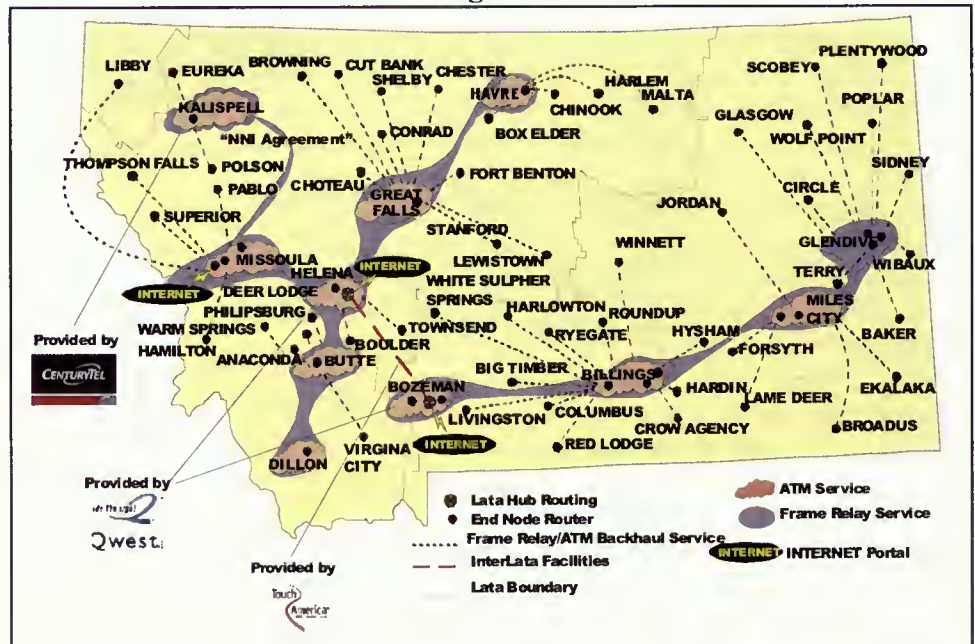 PLENTYWOOD
SCOBEY
LIBBY
EUREKA
BROWNING
CUT BANK
SHELBY
CHESTER
HAVRE
HARLEM
MALTA
POPLAR
KALISPELL
CHINOOK
GLASGOW
WOLF POINT
"NNI Agreement"
CONRAD
BOX ELDER
SIDNEY
THOMPSON FALLS
POLSON
CHOTEAU
FORT BENTON
CIRCLE
PABLO
GREAT
FALLS
JORDAN
SUPERIOR
STANFORD
WINNETT
GLENDIVE
MISSOULA
HELENA
INTERNET
LEWISTOWN
WIBAUX
INTERNET
DEER LODGE
WHITE SULPHER
SPRINGS
TERRY
PHILIPSBURG
HARLOWTON
ROUNDUP
MILES
CITY
WARM SPRINGS
TOWNSEND
RYEGATE
HYSHAM
BAKER
HAMILTON
ANACONDA
BUTTE
BOULDER
FORSYTH
Provided by
CENTURYTEL
BIG TIMBER
BILLINGS
EKALAKA
BOZEMAN
HARDIN
LAME DEER
LIVINGSTON
COLUMBUS
CROW AGENCY
BROADUS
INTERNET
RED LODGE
DILLON
VIRGINA
CITY
Provided by
ride the light
Qwest
Lata Hub Routing
End Node Router
Frame Relay/ATM Backhaul Service
InterLata Facilities
Lata Boundary
ATM Service
Frame Relay Service
INTERNET INTERNET Portal
Provided by
Touch
America